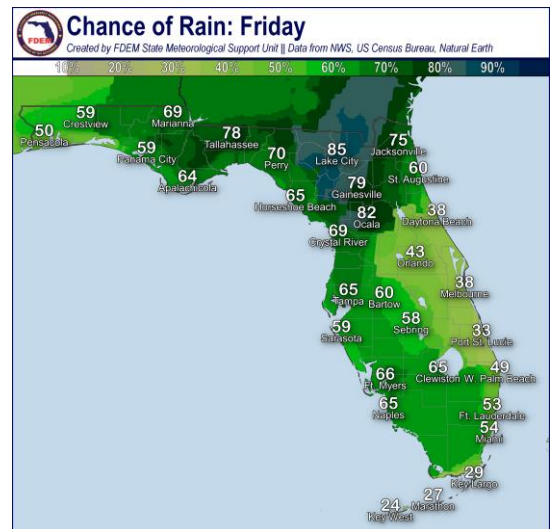 FDEM
Chance of Rain: Friday
Created by FDEM State Meteorological Support Unit || Data from NWS, US Census Bureau, Natural Earth
10% 20% 30% 40% 50% 60% 70% 80% 90%
59
Crestview
69
Marianna
50
Pensacola
59
Panama City
78
Tallahassee
64
Apalachicola
70
Perry
85
Lake City
75
Jacksonville
60
St. Augustine
65
Horseshoe Beach
79
Gainesville
82
Ocala
38
Daytona Beach
69
Crystal River
43
Orlando
38
Melbourne
65
Tampa
60
Bartow
59
Sarasota
58
Sebring
33
Port St. Lucie
66
Ft. Myers
65
Clewiston
49
W. Palm Beach
65
Naples
53
Ft. Lauderdale
54
Miami
29
Key Largo
27
Marathon
24
Key West